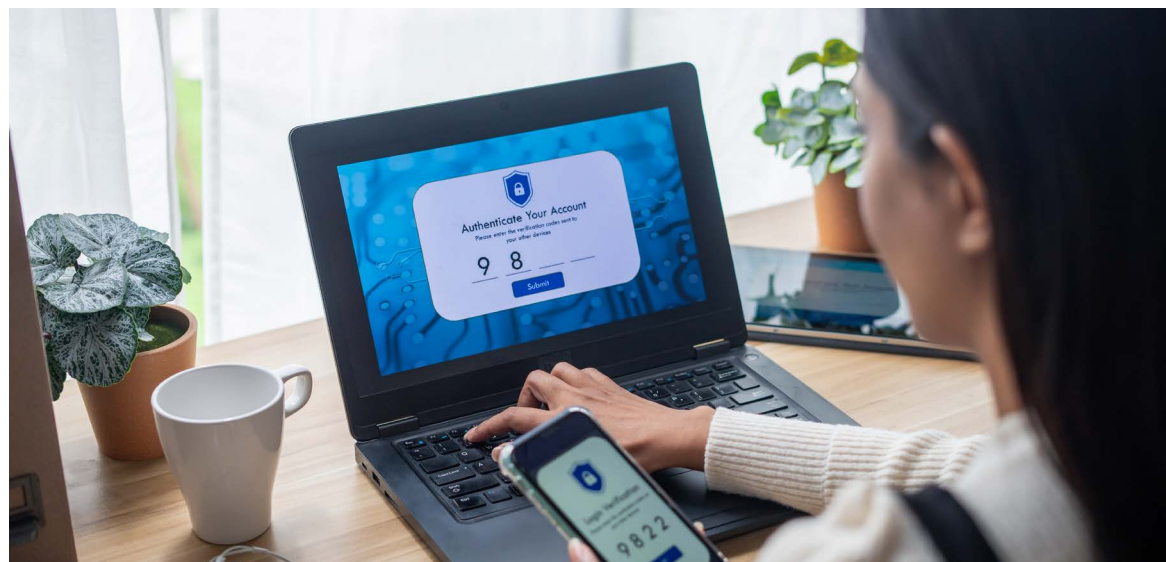 Authenticate Your Account
Please enter the verification codes sent to
your other devices
9 8
Submit
Login Verification
9822